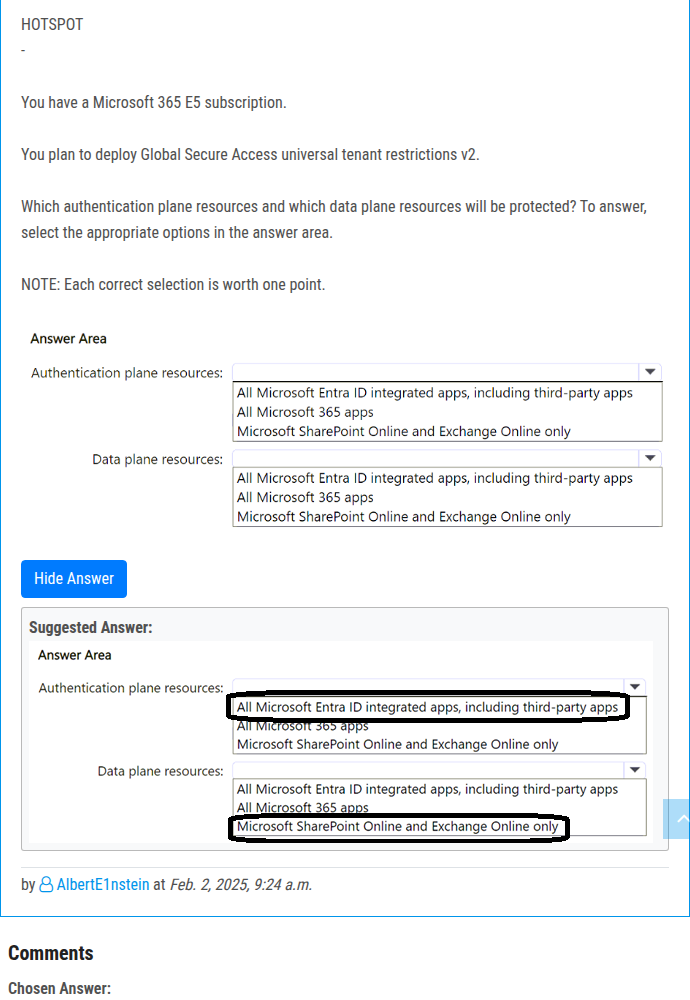 HOTSPOT
-
You have a Microsoft 365 E5 subscription.
You plan to deploy Global Secure Access universal tenant restrictions v2.
Which authentication plane resources and which data plane resources will be protected? To answer,
select the appropriate options in the answer area.
NOTE: Each correct selection is worth one point.
Answer Area
Authentication plane resources:
All Microsoft Entra ID integrated apps, including third-party apps
All Microsoft 365 apps
Microsoft SharePoint Online and Exchange Online only
Data plane resources:
All Microsoft Entra ID integrated apps, including third-party apps
All Microsoft 365 apps
Microsoft SharePoint Online and Exchange Online only
Hide Answer
Suggested Answer:
Answer Area
Authentication plane resources:
All Microsoft Entra ID integrated apps, including third-party apps
All Microsoft 365 apps
Microsoft SharePoint Online and Exchange Online only
Data plane resources:
All Microsoft Entra ID integrated apps, including third-party apps
All Microsoft 365 apps
Microsoft SharePoint Online and Exchange Online only
by AlbertE1nstein at Feb. 2, 2025, 9:24 a.m.
Comments
Chosen Answer: